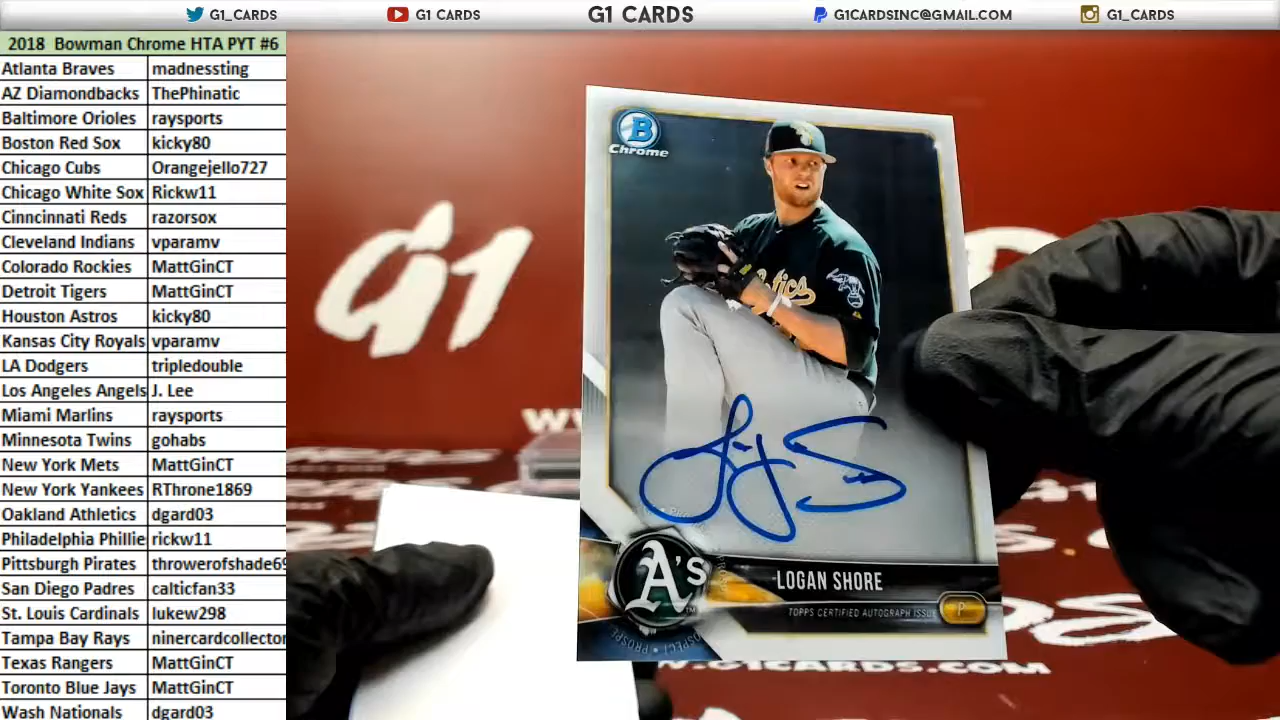 G1_CARDS
G1 CARDS
G1 CARDS
G1CARDSINC@GMAIL.COM
G1_CARDS
2018 Bowman Chrome HTA PYT #6
Atlanta Braves madnessting
AZ Diamondbacks ThePhinatic
Baltimore Orioles raysports
Boston Red Sox kicky80
Chicago Cubs Orangejello727
Chicago White Sox Rickw11
Cinncinnati Reds razorsox
Cleveland Indians vparamv
Colorado Rockies MattGinCT
Detroit Tigers MattGinCT
Houston Astros kicky80
Kansas City Royals vparamv
LA Dodgers tripledouble
Los Angeles Angels J. Lee
Miami Marlins raysports
Minnesota Twins gohabs
New York Mets MattGinCT
New York Yankees RThrone1869
Oakland Athletics dgard03
Philadelphia Phillie rickw11
Pittsburgh Pirates throwerofshade69
San Diego Padres calticfan33
St. Louis Cardinals lukew298
Tampa Bay Rays ninercardcollector
Texas Rangers MattGinCT
Toronto Blue Jays MattGinCT
Wash Nationals dgard03
G1
B
Chrome
A's
LOGAN SHORE
TOPPS CERTIFIED AUTOGRAPH ISSUE
P
WWW.G1CARDS.COM